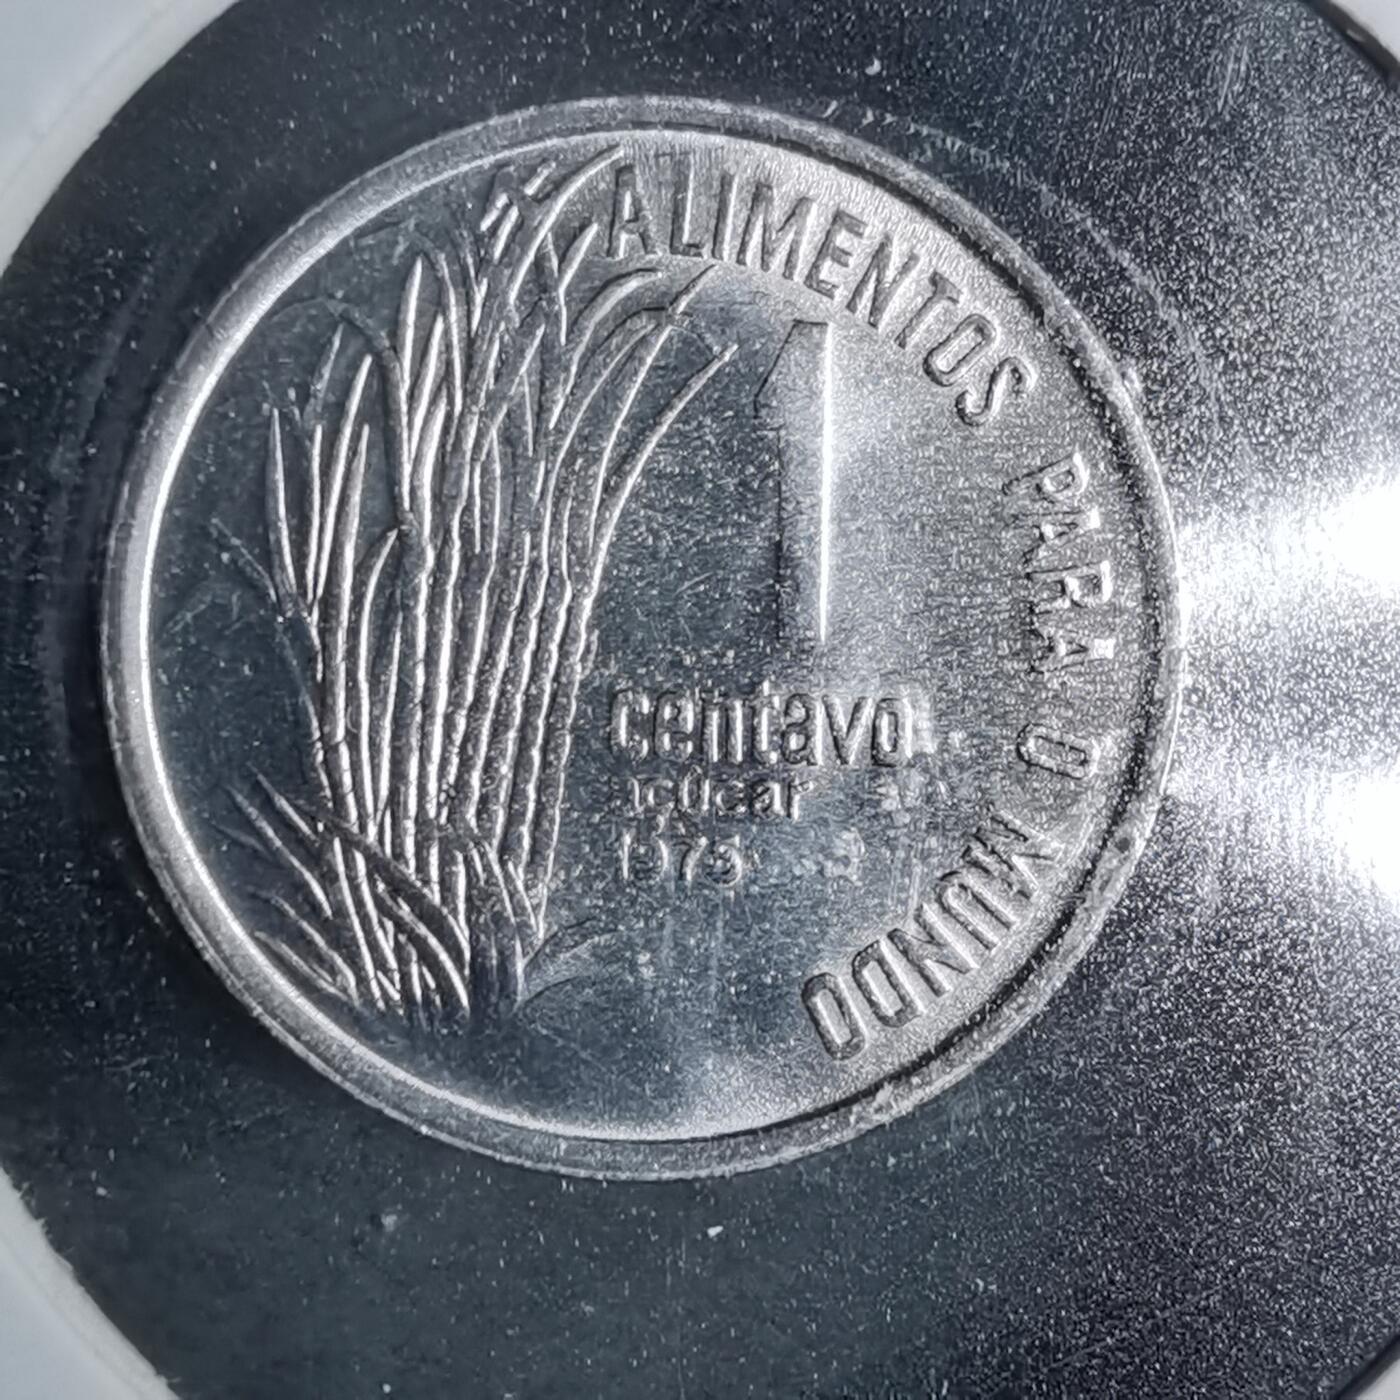 ALIMENTOS PARA O MUNDO
1
centavo
açúcar
1975